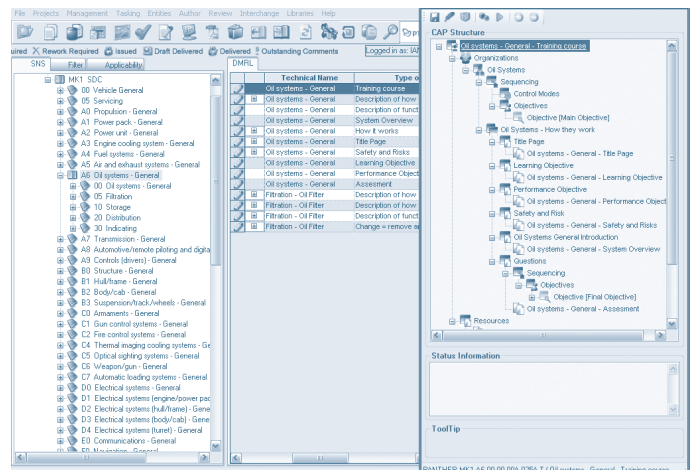 File Projects Management Tasking Entities Author Review Interchange Libraries Help
uired Rework Required Issued Draft Delivered Delivered Outstanding Comments
Logged in as: IAN
SNS Filter Applicability
MK1 SDC
00 Vehicle General
05 Servicing
A0 Propulsion - General
A1 Power pack - General
A2 Power unit - General
A3 Engine cooling system - General
A4 Fuel systems - General
A5 Air and exhaust systems - General
A6 Oil systems - General
00 Oil systems - General
05 Filtration
10 Storage
20 Distribution
30 Indicating
A7 Transmission - General
A8 Automotive/remote piloting and digita
A9 Controls (drivers) - General
B0 Structure - General
B1 Hull/frame - General
B2 Body/cab - General
B3 Suspension/track/wheels - General
C0 Armaments - General
C1 Gun control systems - General
C2 Fire control systems - General
C4 Thermal imaging cooling systems - Ge
C5 Optical sighting systems - General
C6 Weapon/gun - General
C7 Automatic loading systems - General
D0 Electrical systems - General
D1 Electrical systems (engine/power pac
D2 Electrical systems (hull/frame) - Gene
D3 Electrical systems (body/cab) - Gene
D4 Electrical systems (turret) - General
E0 Communications - General
F0 Navigation - General
DMRL
Technical Name Type o
Oil systems - General Training course
Oil systems - General Description of how
Oil systems - General Description of funct
Oil systems - General System Overview
Oil systems - General How it works
Oil systems - General Title Page
Oil systems - General Safety and Risks
Oil systems - General Learning Objective
Oil systems - General Performance Object
Oil systems - General Assesment
Filtration - Oil Filter Description of how
Filtration - Oil Filter Description of how
Filtration - Oil Filter Description of funct
Filtration - Oil Filter Change = remove an
CAP Structure
Oil systems - General - Training course
Organizations
Oil Systems
Sequencing
Control Modes
Objectives
Objective [Main Objective]
Oil Systems - How they work
Title Page
Oil systems - General - Title Page
Learning Objective
Oil systems - General - Learning Objective
Performance Objective
Oil systems - General - Performance Object
Safety and Risk
Oil systems - General - Safety and Risks
Oil Systems General Introduction
Oil systems - General - System Overview
Questions
Sequencing
Objectives
Objective [Final Objective]
Oil systems - General - Assesment
Resources
Status Information
ToolTip